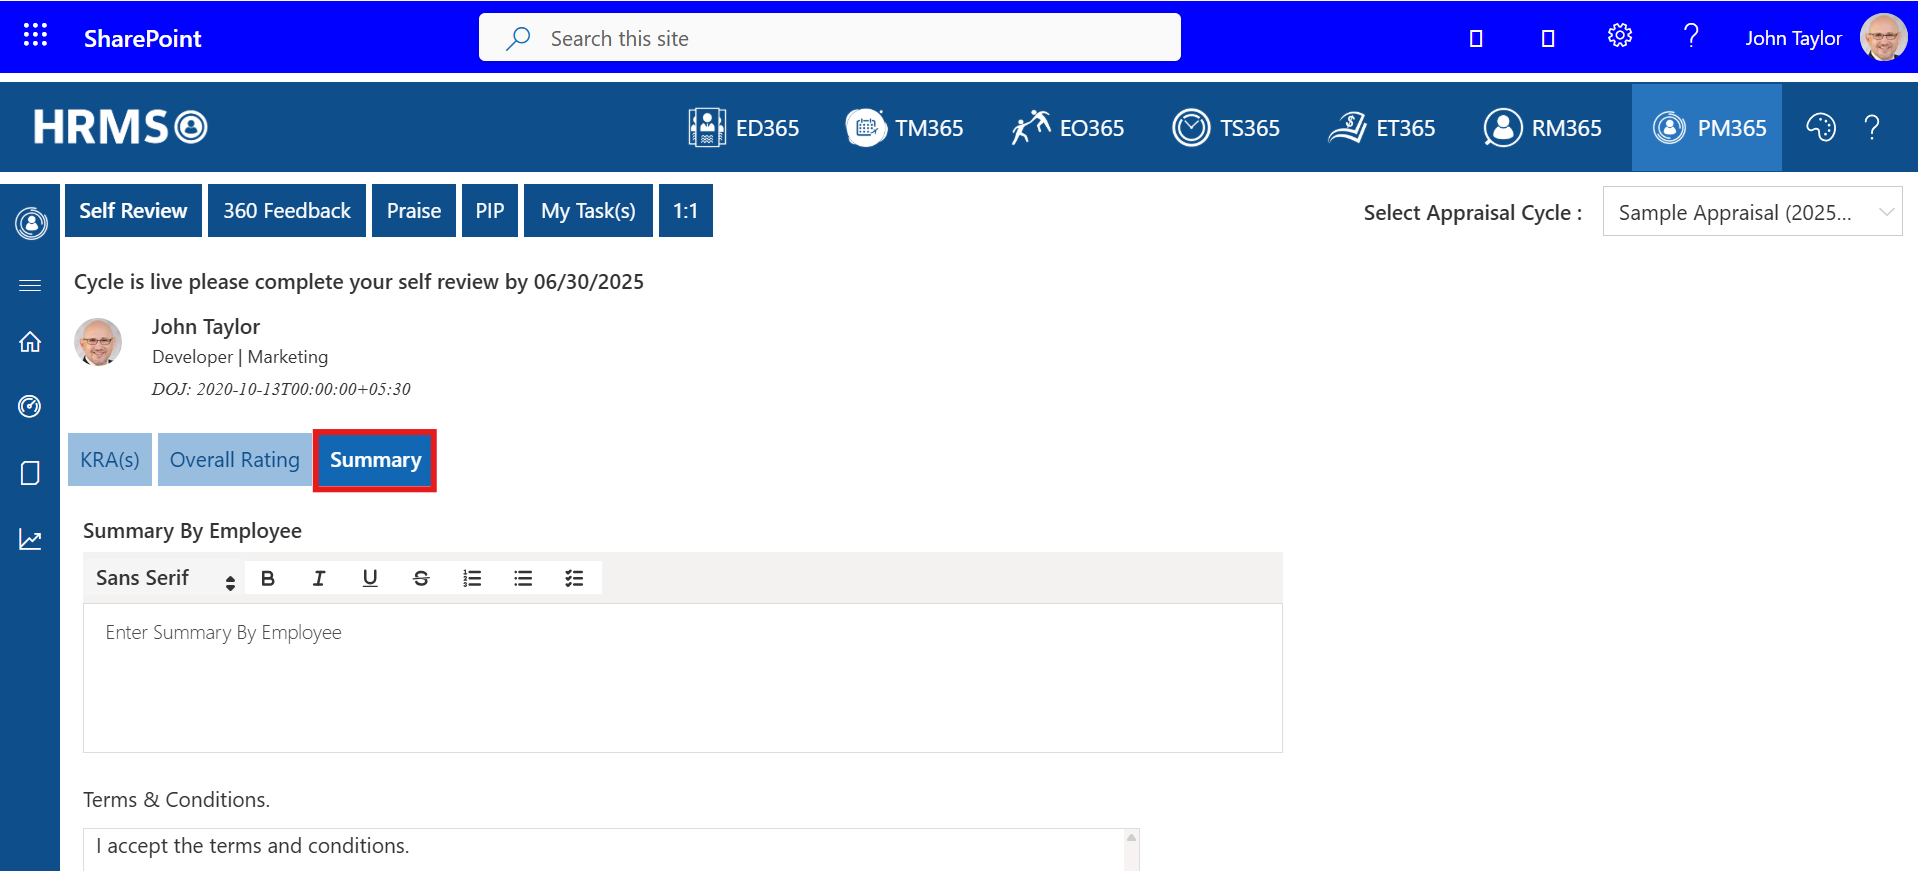 SharePoint
Search this site
?
John Taylor
HRMS
ED365
TM365
EO365
TS365
ET365
RM365
PM365
?
Self Review
360 Feedback
Praise
PIP
My Task(s)
1:1
Select Appraisal Cycle :
Sample Appraisal (2025...
Cycle is live please complete your self review by 06/30/2025
John Taylor
Developer | Marketing
DOJ: 2020-10-13T00:00:00+05:30
KRA(s)
Overall Rating
Summary
Summary By Employee
Sans Serif
B I U S
Enter Summary By Employee
Terms & Conditions.
I accept the terms and conditions.